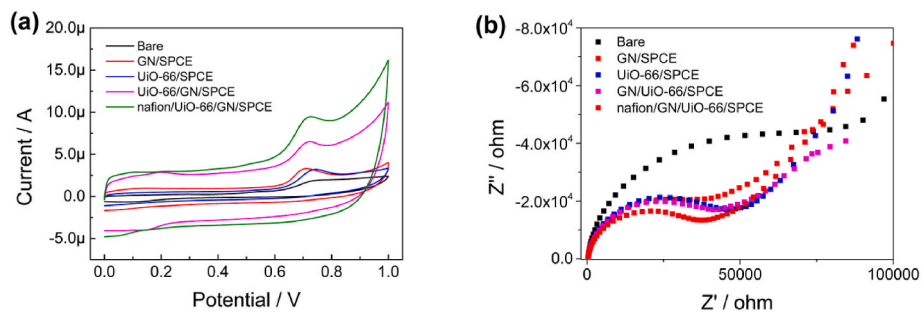 (a)
20.0µ
15.0µ
10.0µ
5.0µ
0.0
-5.0µ
Current / A
Bare
GN/SPCE
UiO-66/SPCE
UiO-66/GN/SPCE
nafion/UiO-66/GN/SPCE
0.0 0.2 0.4 0.6 0.8 1.0
Potential / V
(b)
-8.0x10⁴
-6.0x10⁴
-4.0x10⁴
-2.0x10⁴
0.0
Z'' / ohm
Bare
GN/SPCE
UiO-66/SPCE
GN/UiO-66/SPCE
nafion/GN/UiO-66/SPCE
50000 100000
Z' / ohm